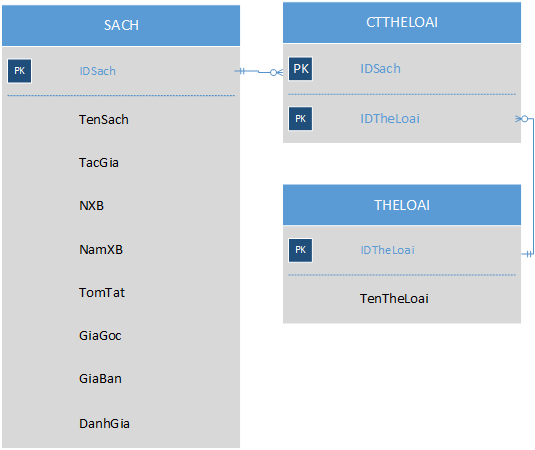 SACH
PK IDSach
TenSach
TacGia
NXB
NamXB
TomTat
GiaGoc
GiaBan
DanhGia
CTTHELOAI
PK IDSach
PK IDTheLoai
THELOAI
PK IDTheLoai
TenTheLoai